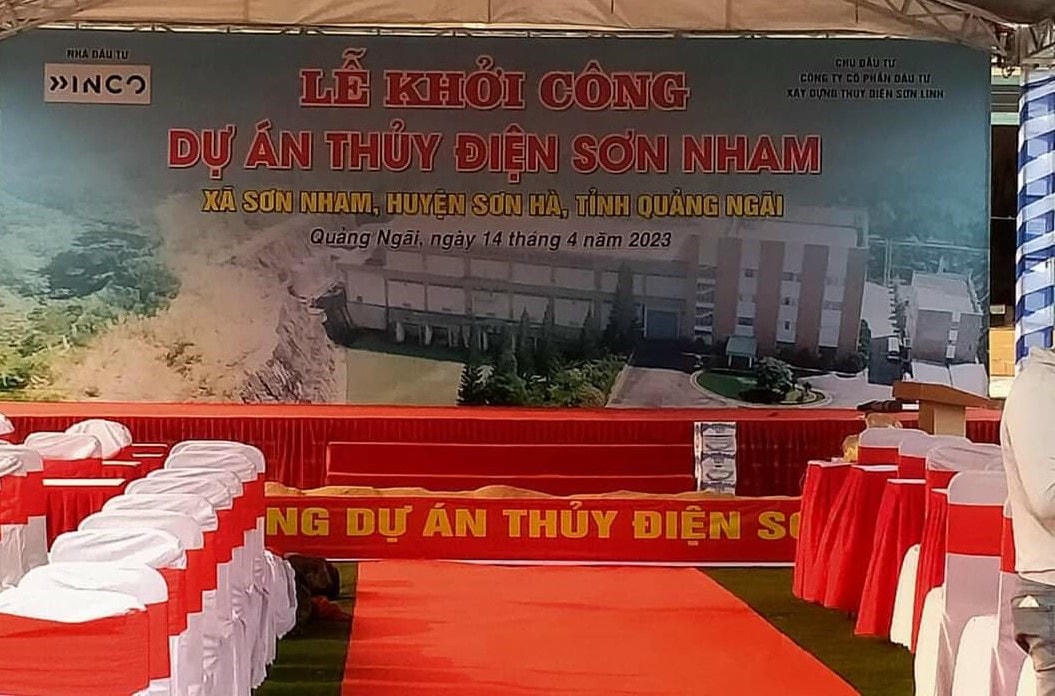 NHÀ ĐẦU TƯ
INCO
LỄ KHỞI CÔNG
DỰ ÁN THỦY ĐIỆN SƠN NHAM
XÃ SƠN NHAM, HUYỆN SƠN HÀ, TỈNH QUẢNG NGÃI
Quảng Ngãi, ngày 14 tháng 4 năm 2023
CHỦ ĐẦU TƯ
CÔNG TY CỔ PHẦN ĐẦU TƯ
XÂY DỰNG THỦY ĐIỆN SƠN LINH
NG DỰ ÁN THỦY ĐIỆN SƠ